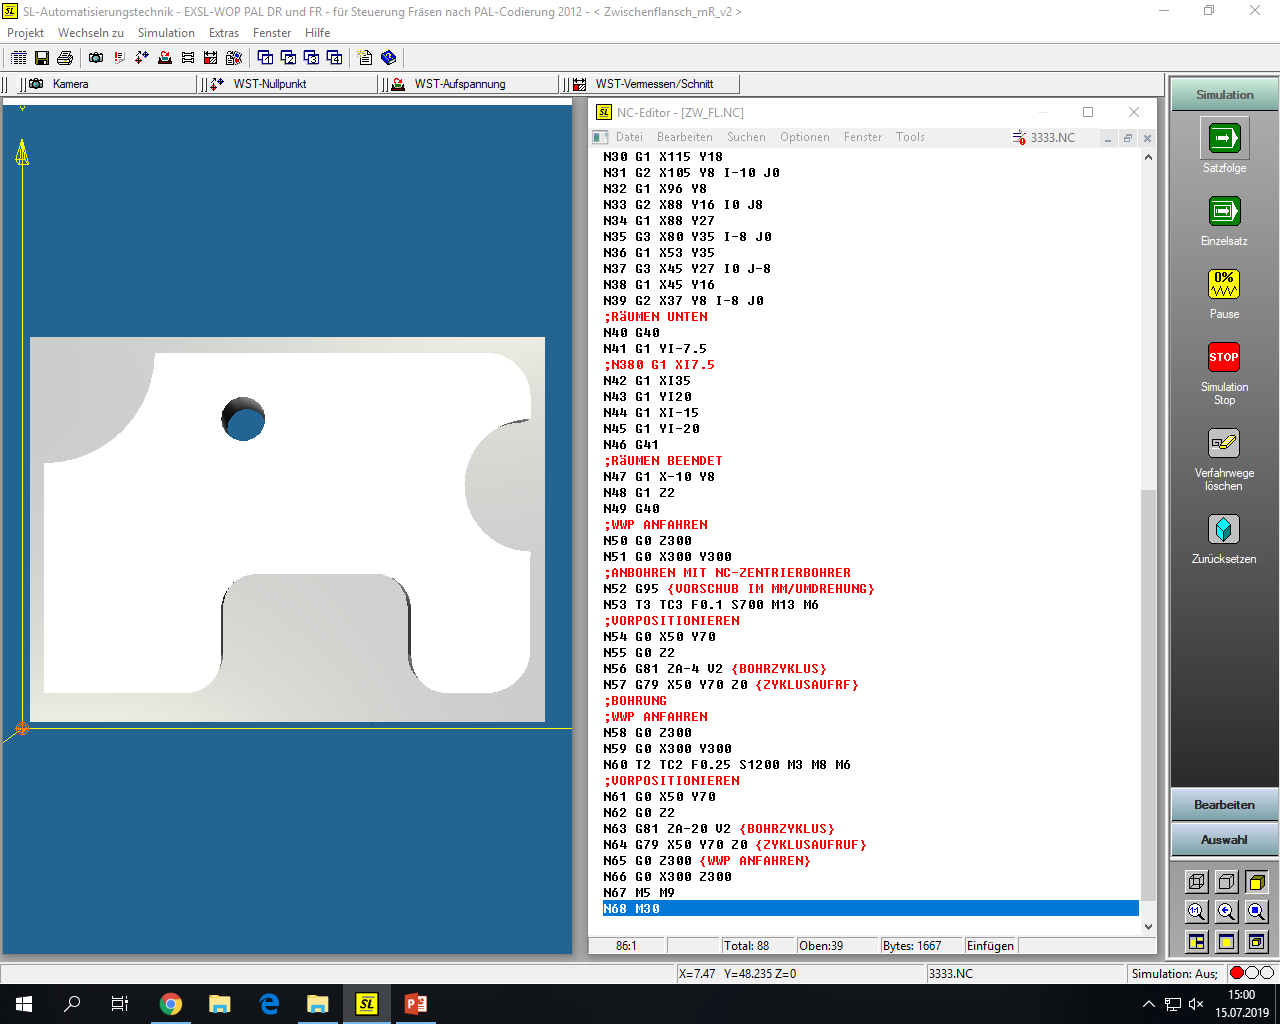 SL-Automatisierungstechnik - EXSL-WOP PAL DR und FR - für Steuerung Fräsen nach PAL-Codierung 2012 - < Zwischenflansch_mR_v2 >
Projekt Wechseln zu Simulation Extras Fenster Hilfe
Kamera WST-Nullpunkt WST-Aufspannung WST-Vermessen/Schnitt
NC-Editor - [ZW_FL.NC]
Datei Bearbeiten Suchen Optionen Fenster Tools 3333.NC
N30 G1 X115 Y18
N31 G2 X105 Y8 I-10 J0
N32 G1 X96 Y8
N33 G2 X88 Y16 I0 J8
N34 G1 X88 Y27
N35 G3 X80 Y35 I-8 J0
N36 G1 X53 Y35
N37 G3 X45 Y27 I0 J-8
N38 G1 X45 Y16
N39 G2 X37 Y8 I-8 J0
;RäUMEN UNTEN
N40 G40
N41 G1 YI-7.5
;N380 G1 XI7.5
N42 G1 XI35
N43 G1 YI20
N44 G1 XI-15
N45 G1 YI-20
N46 G41
;RäUMEN BEENDET
N47 G1 X-10 Y8
N48 G1 Z2
N49 G40
;WWP ANFAHREN
N50 G0 Z300
N51 G0 X300 Y300
;ANBOHREN MIT NC-ZENTRIERBOHRER
N52 G95 {VORSCHUB IM MM/UMDREHUNG}
N53 T3 TC3 F0.1 S700 M13 M6
;VORPOSITIONIEREN
N54 G0 X50 Y70
N55 G0 Z2
N56 G81 ZA-4 V2 {BOHRZYKLUS}
N57 G79 X50 Y70 Z0 {ZYKLUSAUFRF}
;BOHRUNG
;WWP ANFAHREN
N58 G0 Z300
N59 G0 X300 Y300
N60 T2 TC2 F0.25 S1200 M3 M8 M6
;VORPOSITIONIEREN
N61 G0 X50 Y70
N62 G0 Z2
N63 G81 ZA-20 V2 {BOHRZYKLUS}
N64 G79 X50 Y70 Z0 {ZYKLUSAUFRUF}
N65 G0 Z300 {WWP ANFAHREN}
N66 G0 X300 Z300
N67 M5 M9
N68 M30
86:1 Total: 88 Oben:39 Bytes: 1667 Einfügen
Simulation
Satzfolge
Einzelsatz
0%
Pause
STOP
Simulation
Stop
Verfahrwege
löschen
Zurücksetzen
Bearbeiten
Auswahl
X=7.47 Y=48.235 Z=0 3333.NC Simulation: Aus;
15:00
15.07.2019